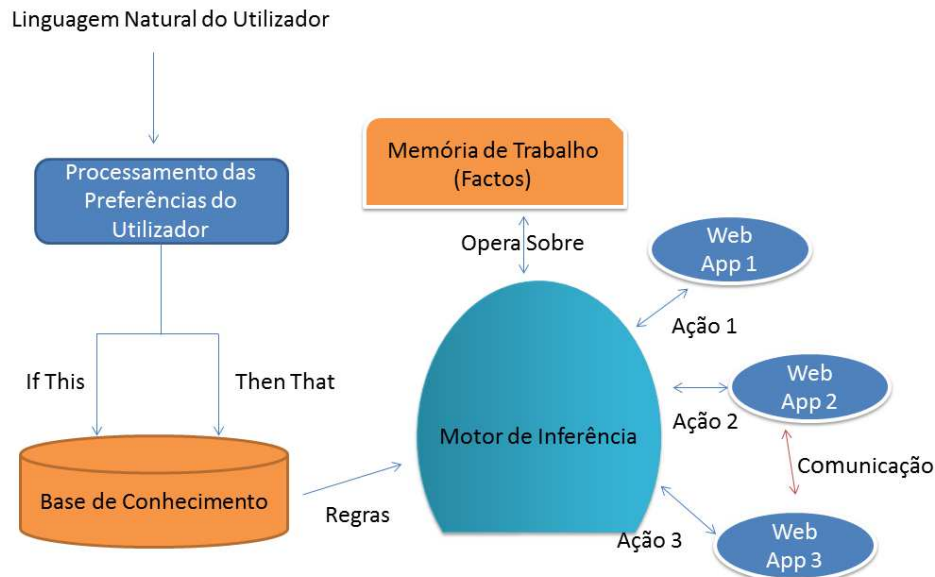 Linguagem Natural do Utilizador
Processamento das
Preferências do
Utilizador
If This
Then That
Base de Conhecimento
Regras
Memória de Trabalho
(Factos)
Opera Sobre
Motor de Inferência
Web
App 1
Ação 1
Web
App 2
Ação 2
Comunicação
Ação 3
Web
App 3